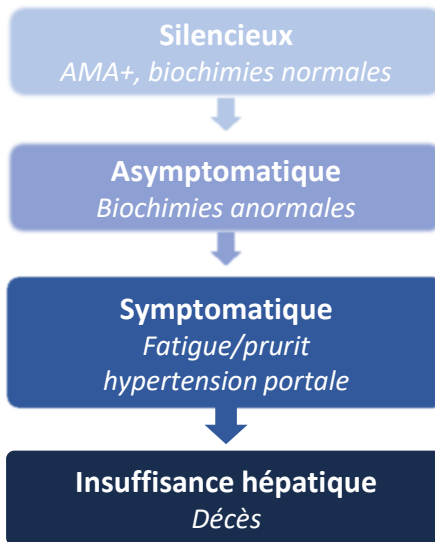 Silencieux
AMA+, biochimies normales
Asymptomatique
Biochimies anormales
Symptomatique
Fatigue/prurit
hypertension portale
Insuffisance hépatique
Décès